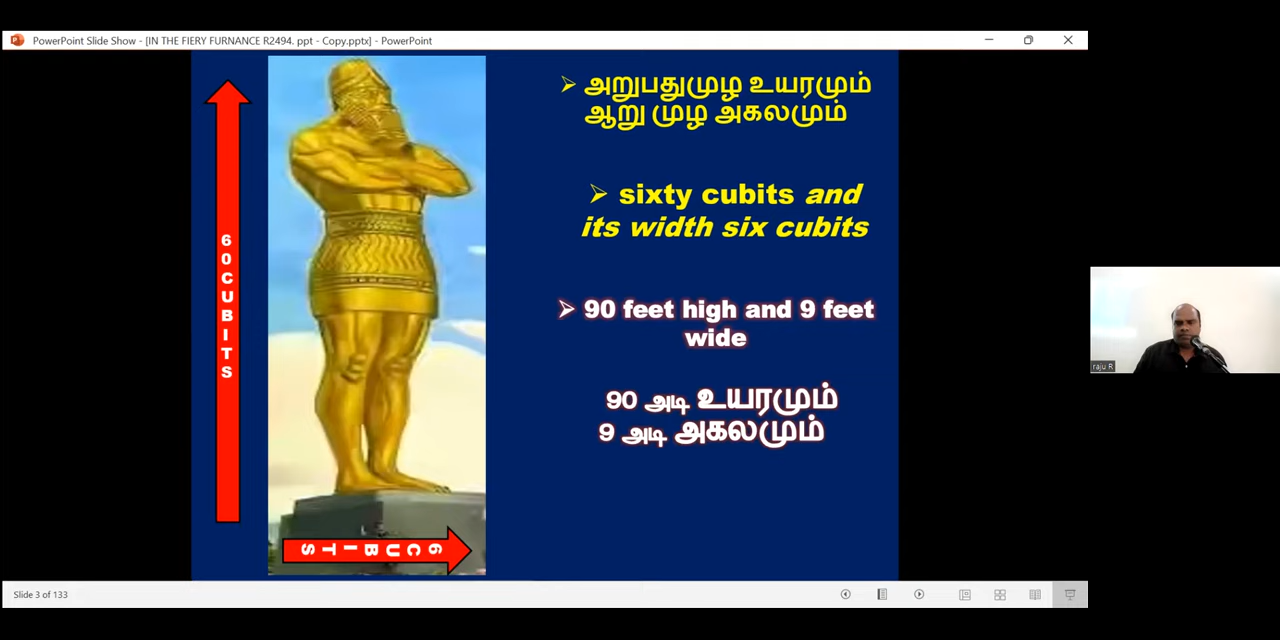 PowerPoint Slide Show - [IN THE FIERY FURNANCE R2494. ppt - Copy.pptx] - PowerPoint
60CUBITS
➢ அறுபதுமுழ உயரமும்
ஆறு முழ அகலமும்
➢ sixty cubits and
its width six cubits
➢ 90 feet high and 9 feet
wide
90 அடி உயரமும்
9 அடி அகலமும்
6 CUBITS
raju R
Slide 3 of 133